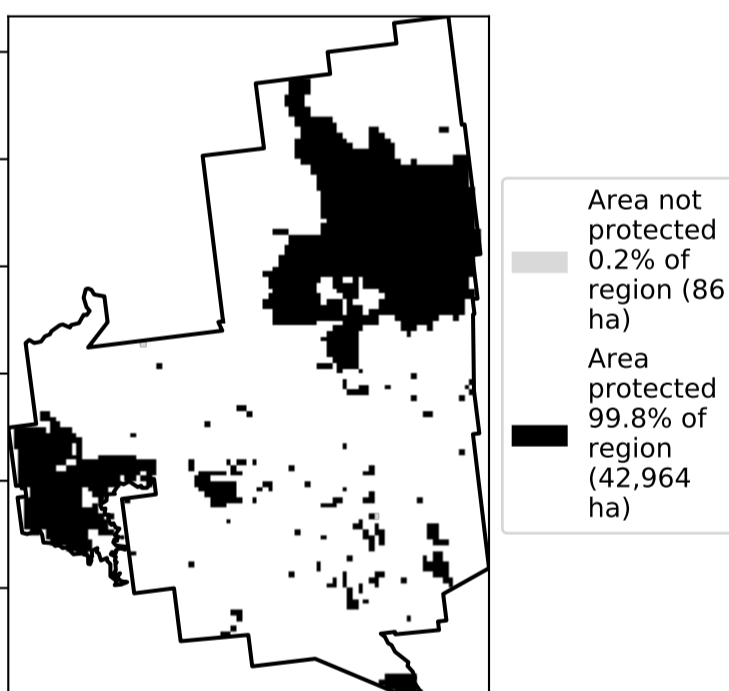 Area not
protected
0.2% of
region (86
ha)
Area
protected
99.8% of
region
(42,964
ha)